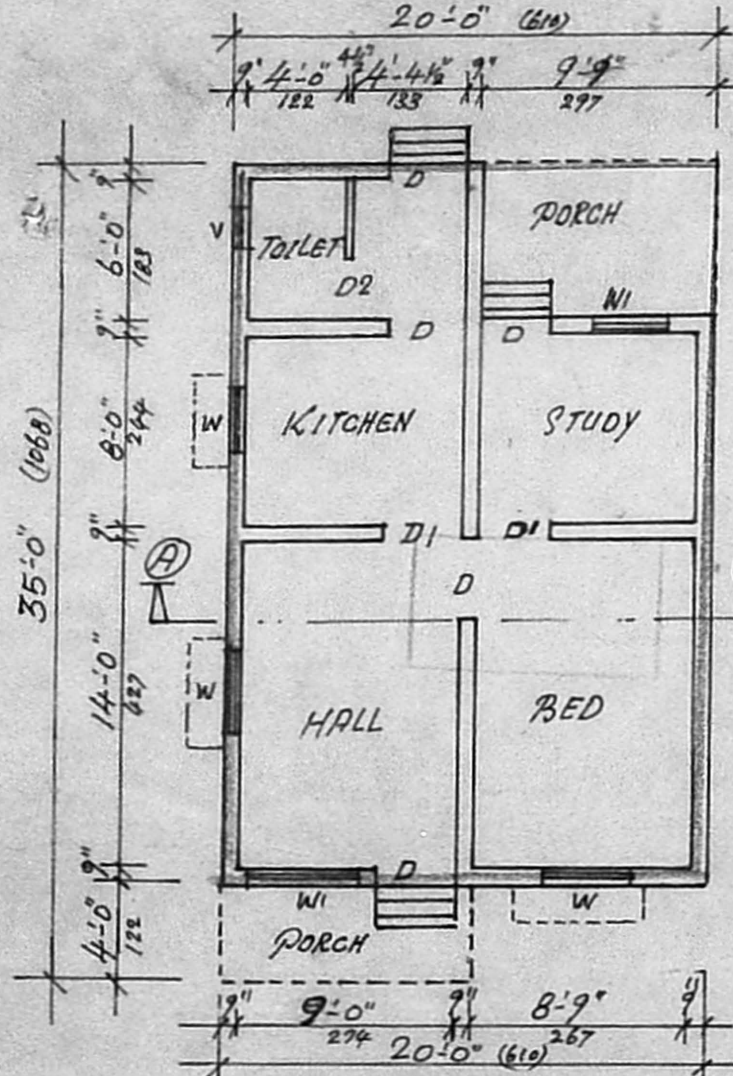 20'-0" (610)
9" 4'-0" 4½" 4'-4½" 9" 9'-9"
122 133 297
D
PORCH
V
TOILET
D2
W1
D
D
W
KITCHEN
STUDY
D1
D1
A
D
W
HALL
BED
D
W1
W
PORCH
35'-0" (1068)
9"
6'-0"
183
9"
8'-0"
244
9"
14'-0"
427
9"
4'-0"
122
9" 9'-0" 9" 8'-9" 9"
274 267
20'-0" (610)